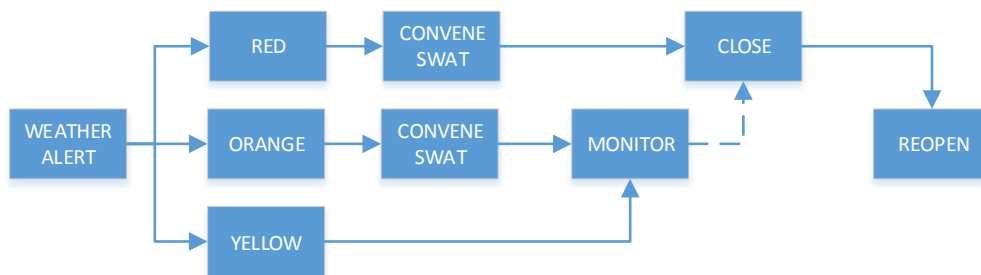 RED
CONVENE
SWAT
CLOSE
WEATHER
ALERT
ORANGE
CONVENE
SWAT
MONITOR
REOPEN
YELLOW